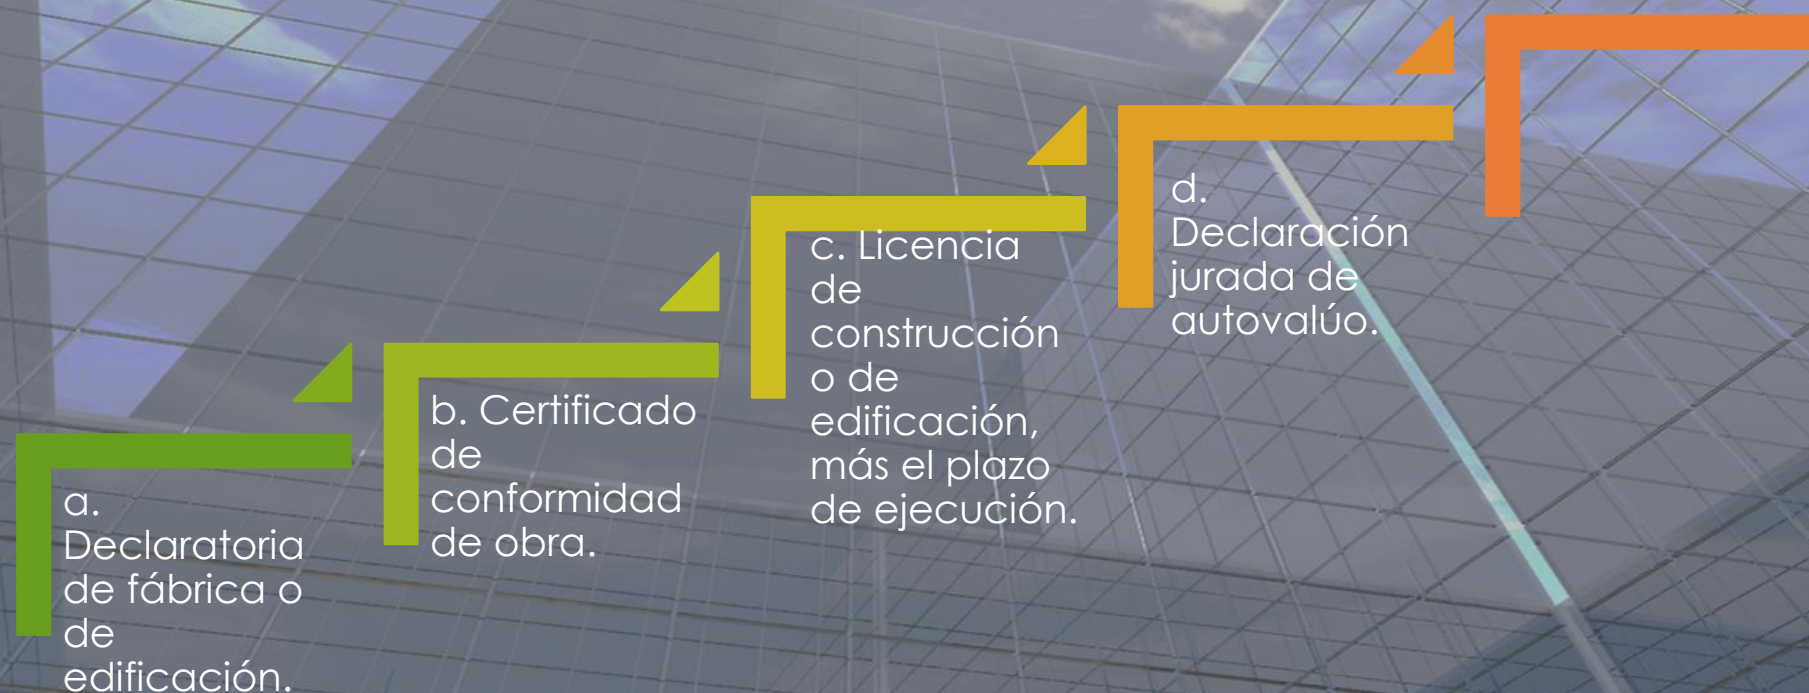 a.
Declaratoria
de fábrica o
de
edificación.
b. Certificado
de
conformidad
de obra.
c. Licencia
de
construcción
o de
edificación,
más el plazo
de ejecución.
d.
Declaración
jurada de
autovalúo.